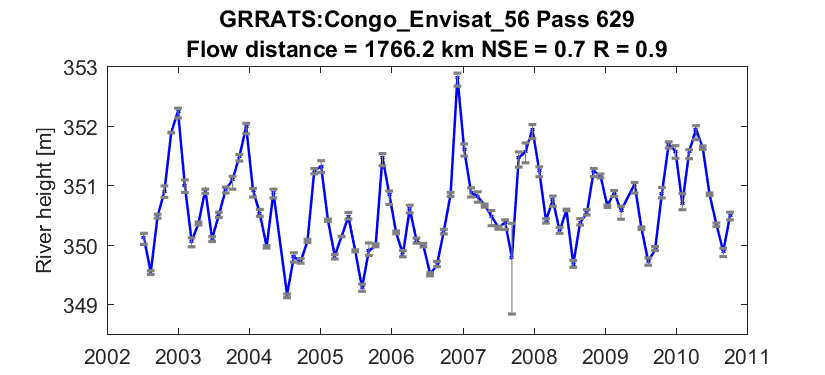 GRRATS:Congo_Envisat_56 Pass 629
Flow distance = 1766.2 km NSE = 0.7 R = 0.9
River height [m]
353
352
351
350
349
2002 2003 2004 2005 2006 2007 2008 2009 2010 2011